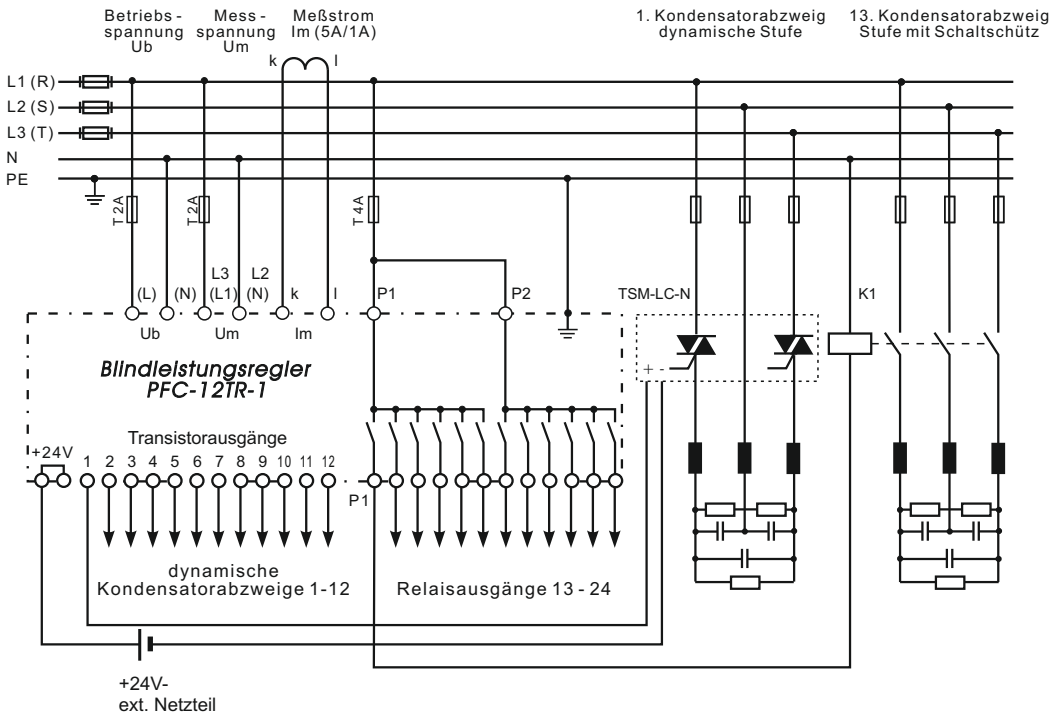 Betriebs -
spannung
Ub
Mess -
spannung
Um
Meßstrom
Im (5A/1A)
1. Kondensatorabzweig
dynamische Stufe
13. Kondensatorabzweig
Stufe mit Schaltschütz
k l
L1 (R)
L2 (S)
L3 (T)
N
PE
T 2A
T 2A
T 4A
L3 L2
(L) (N) (L1) (N) k l P1 P2 TSM-LC-N K1
Ub Um Im
Blindleistungsregler
PFC-12TR-1
+ -
Transistorausgänge
+24V
1 2 3 4 5 6 7 8 9 10 11 12
P1
dynamische
Kondensatorabzweige 1-12
Relaisausgänge 13 - 24
+24V-
ext. Netzteil